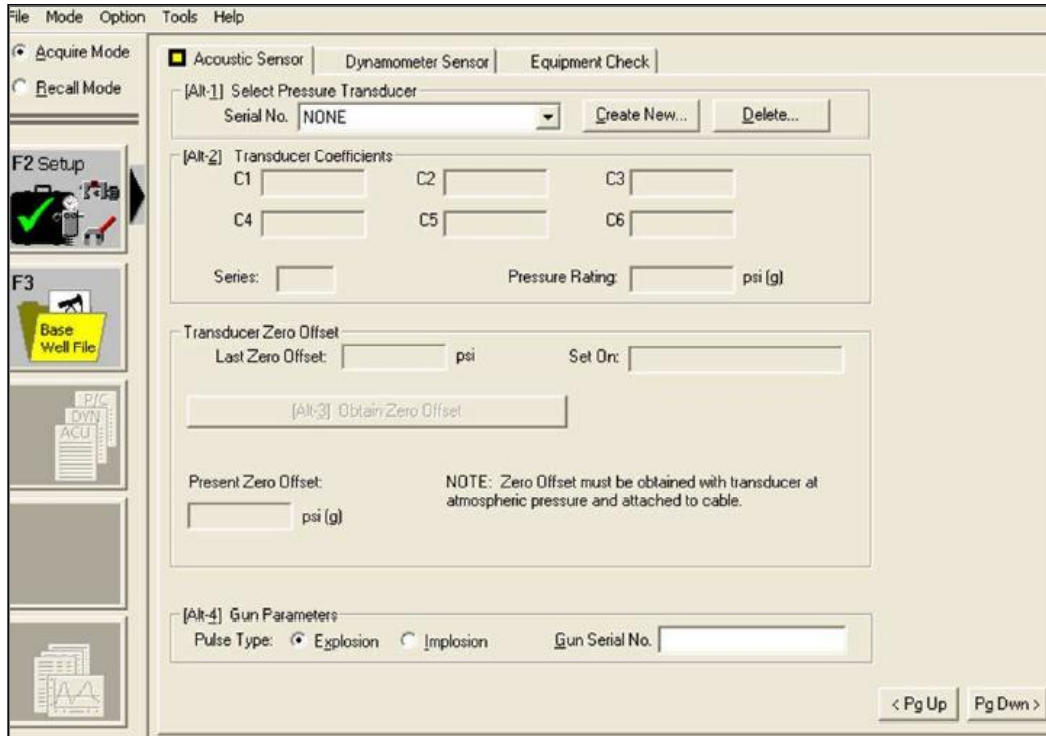 File Mode Option Tools Help
Acquire Mode
Recall Mode
F2 Setup
F3
Base
Well File
P/C
DYN
ACU
Acoustic Sensor Dynamometer Sensor Equipment Check
[Alt-1] Select Pressure Transducer
Serial No. NONE Create New... Delete...
[Alt-2] Transducer Coefficients
C1 C2 C3
C4 C5 C6
Series: Pressure Rating: psi (g)
Transducer Zero Offset
Last Zero Offset: psi Set On:
[Alt-3] Obtain Zero Offset
Present Zero Offset:
psi (g)
NOTE: Zero Offset must be obtained with transducer at
atmospheric pressure and attached to cable.
[Alt-4] Gun Parameters
Pulse Type: Explosion Implosion Gun Serial No.
< Pg Up Pg Dwn >